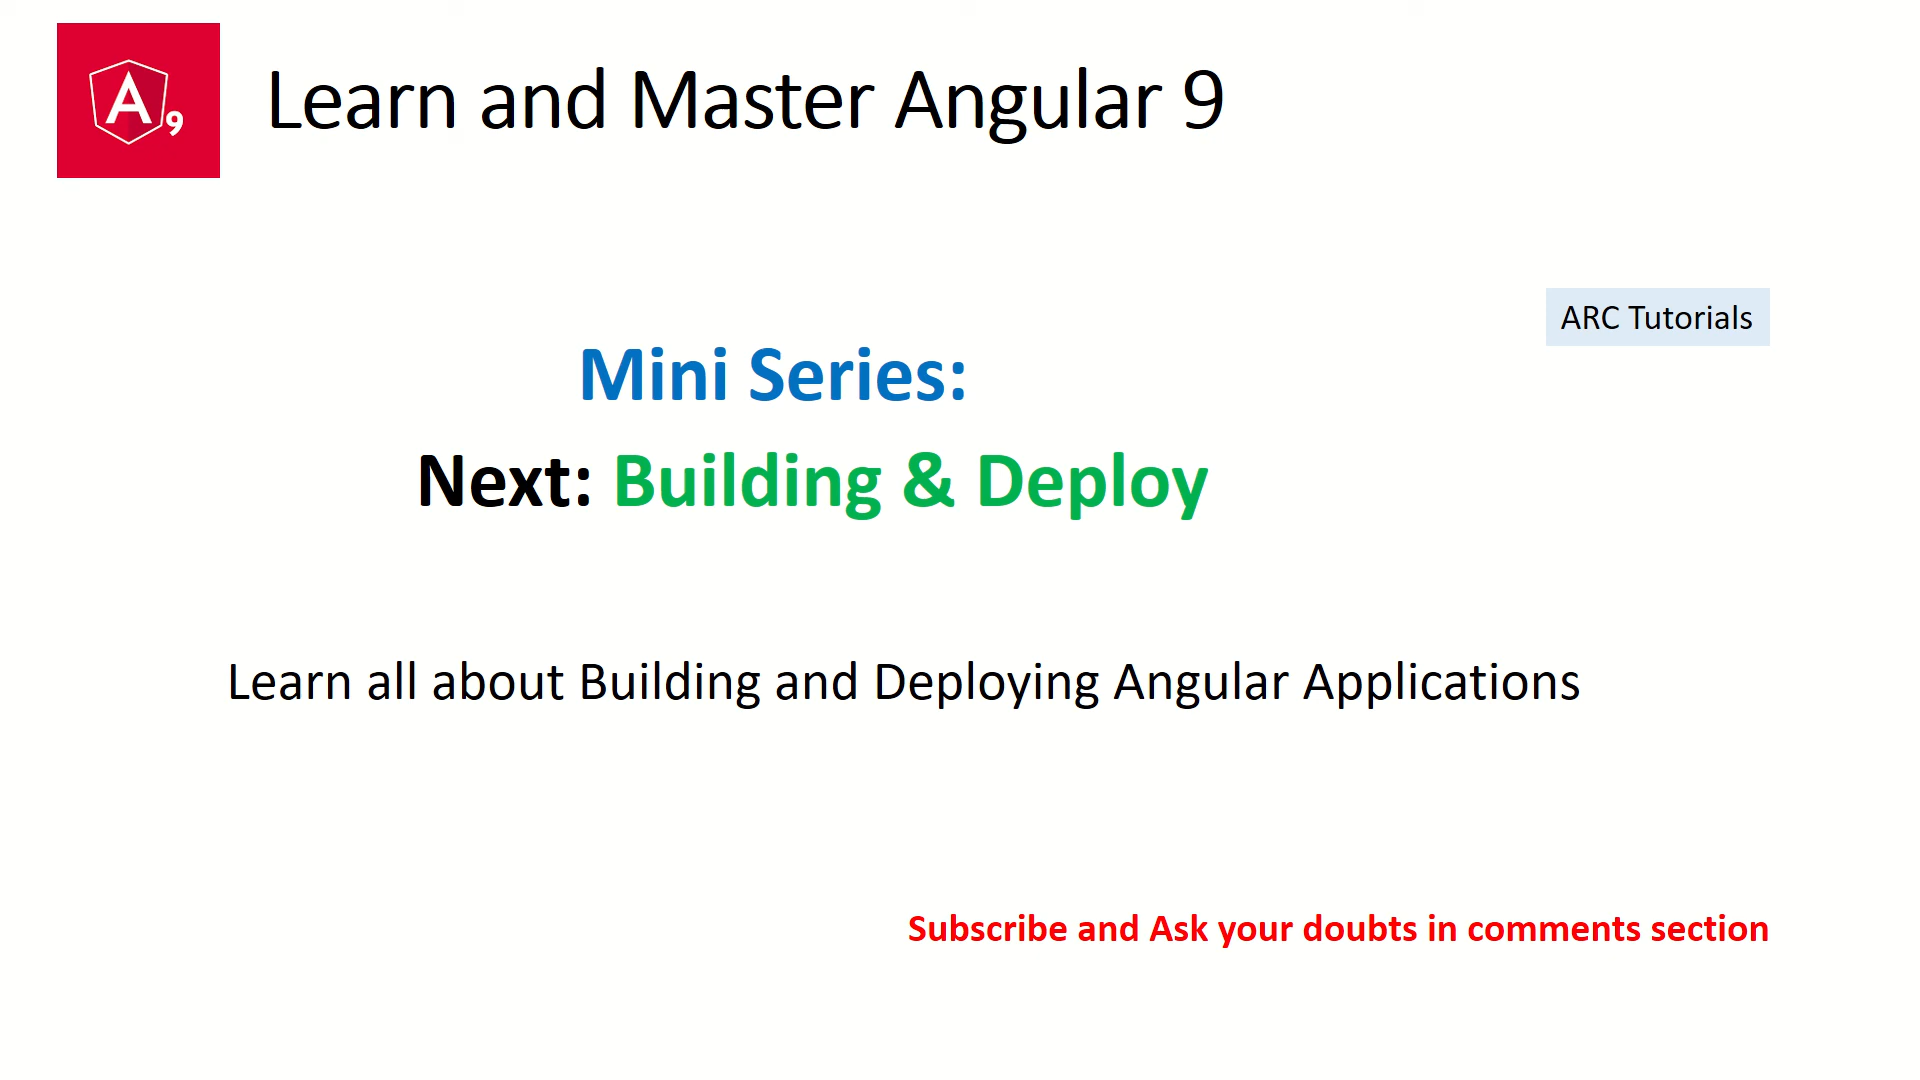 A9
Learn and Master Angular 9
ARC Tutorials
Mini Series:
Next: Building & Deploy
Learn all about Building and Deploying Angular Applications
Subscribe and Ask your doubts in comments section